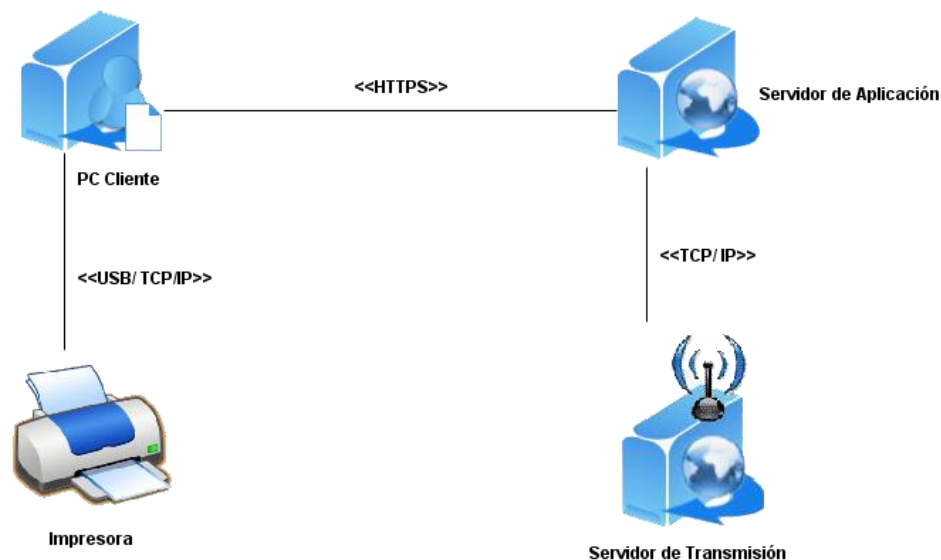 <<HTTPS>>
Servidor de Aplicación
PC Cliente
<<TCP/ IP>>
<<USB/ TCP/IP>>
Impresora
Servidor de Transmisión